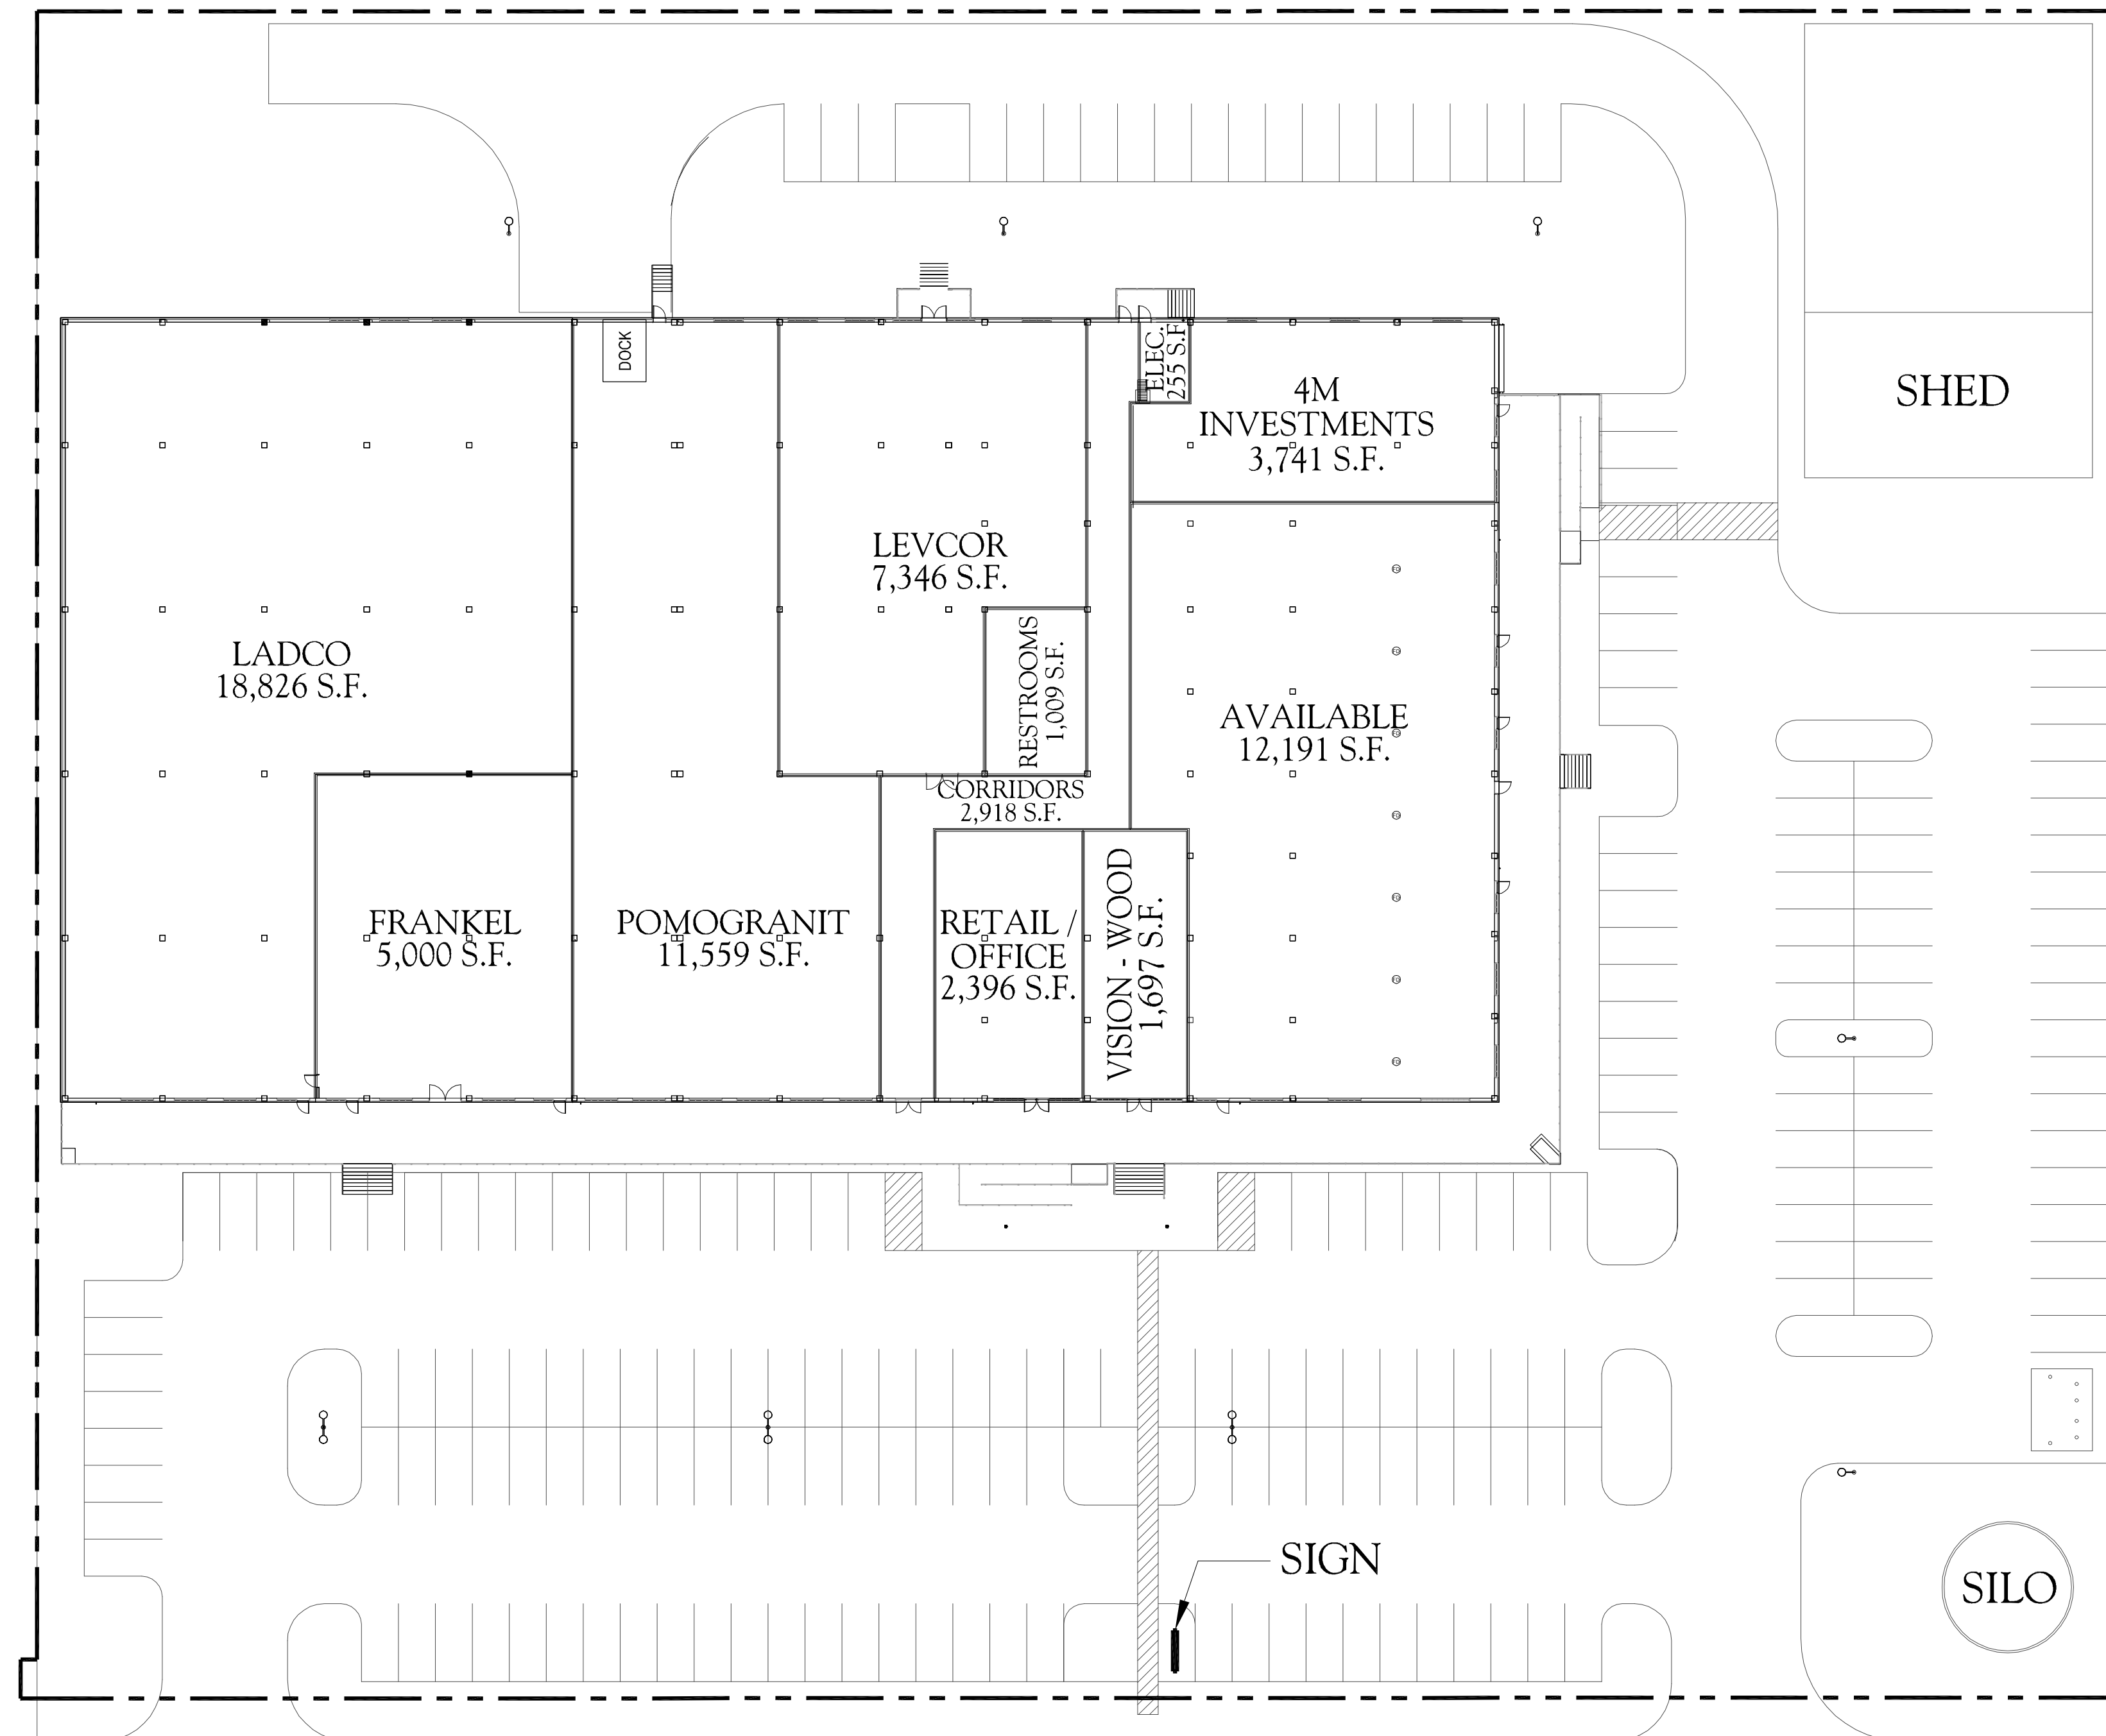 DOCK
ELEC.
255 S.F.
4M
INVESTMENTS
3,741 S.F.
SHED
LEVCOR
7,346 S.F.
LADCO
18,826 S.F.
RESTROOMS
1,009 S.F.
AVAILABLE
12,191 S.F.
CORRIDORS
2,918 S.F.
FRANKEL
5,000 S.F.
POMOGRANIT
11,559 S.F.
RETAIL /
OFFICE
2,396 S.F.
VISION - WOOD
1,697 S.F.
SIGN
SILO